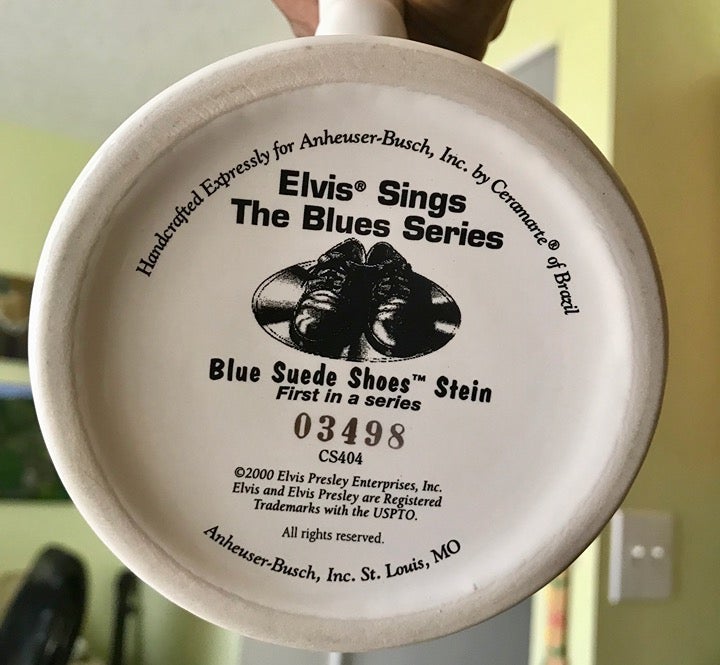 Handcrafted Expressly for Anheuser-Busch, Inc. by Ceramarte® of Brazil
Elvis® Sings
The Blues Series
Blue Suede Shoes™ Stein
First in a series
03498
CS404
©2000 Elvis Presley Enterprises, Inc.
Elvis and Elvis Presley are Registered
Trademarks with the USPTO.
All rights reserved.
Anheuser-Busch, Inc. St. Louis, MO